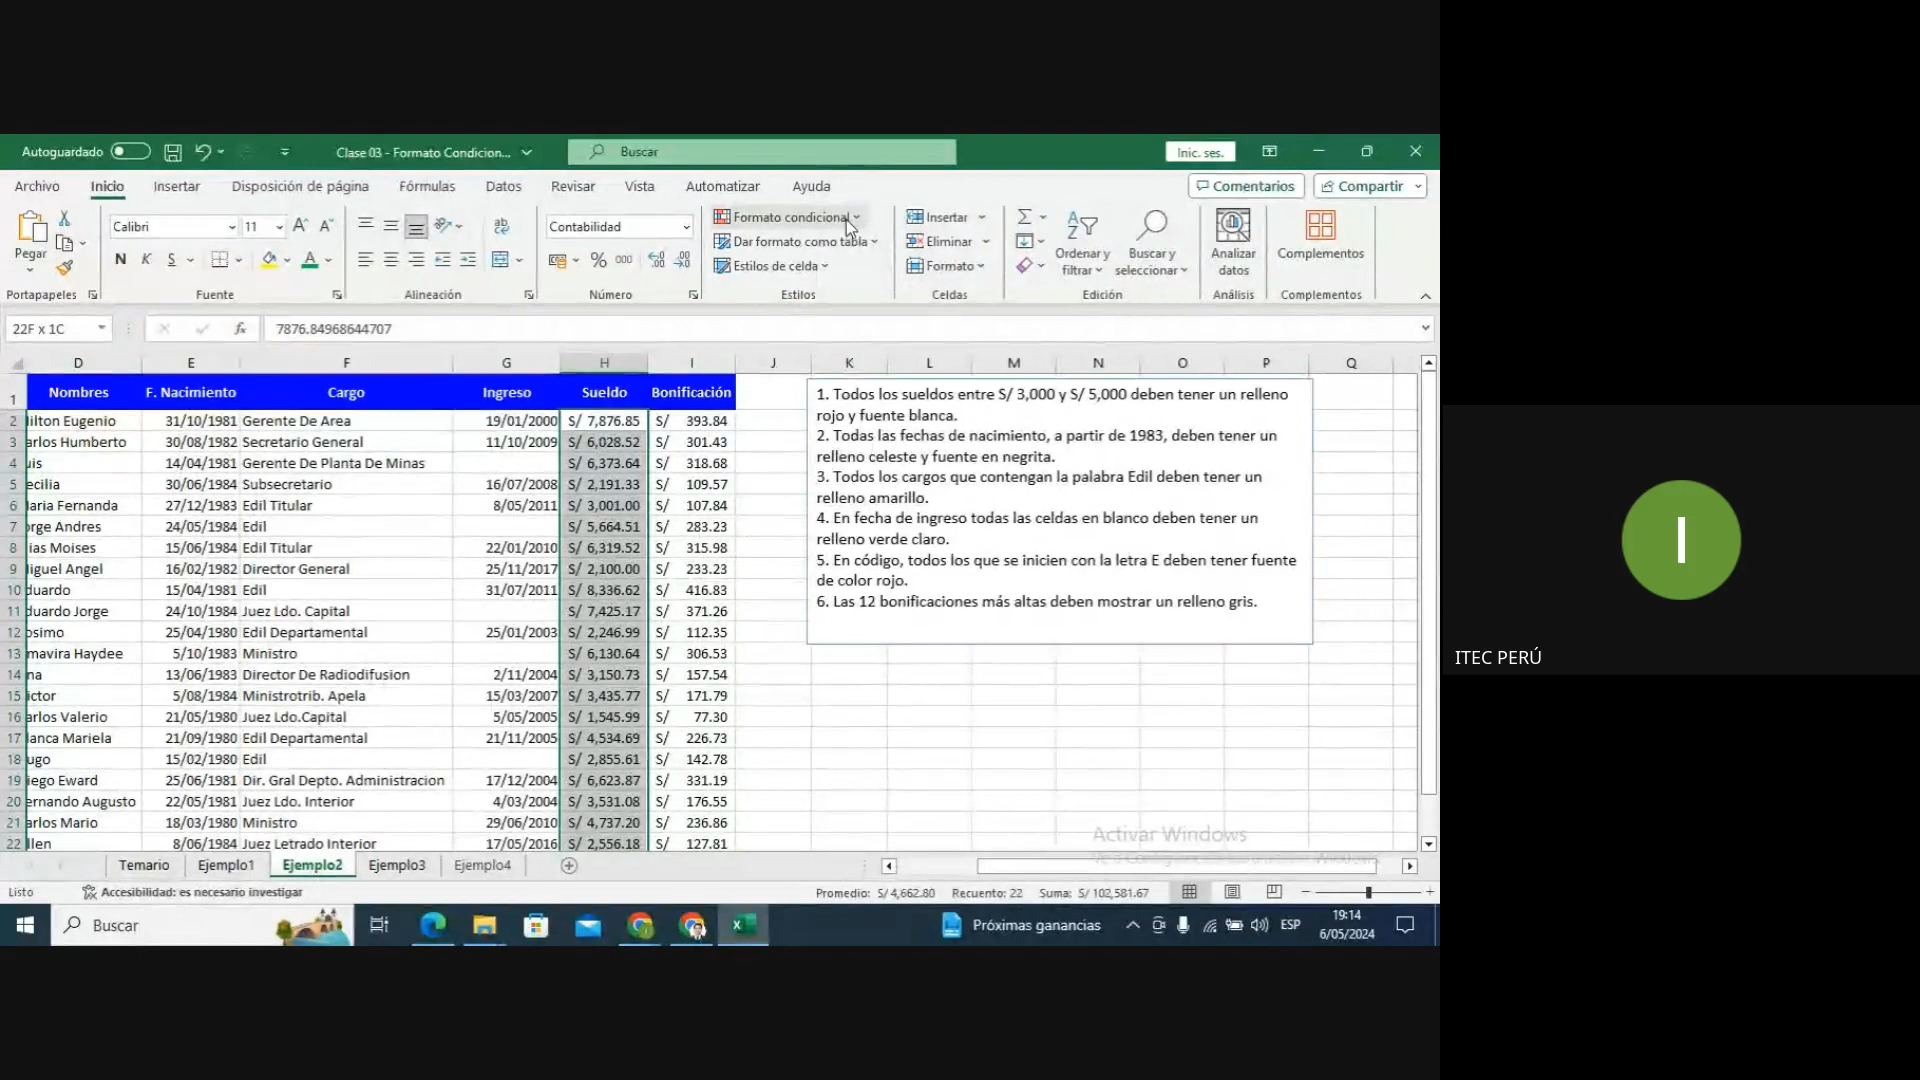 Autoguardado Clase 03 - Formato Condicion... Buscar Inic. ses.
Archivo Inicio Insertar Disposición de página Fórmulas Datos Revisar Vista Automatizar Ayuda Comentarios Compartir
Pegar
Portapapeles
Calibri 11
N K S
Fuente
Alineación
Contabilidad
% 000
Número
Formato condicional
Dar formato como tabla
Estilos de celda
Estilos
Insertar
Eliminar
Formato
Celdas
Ordenar y filtrar
Buscar y seleccionar
Edición
Analizar datos
Análisis
Complementos
Complementos
22F x 1C fx 7876.84968644707
D E F G H I J K L M N O P Q
1 Nombres F. Nacimiento Cargo Ingreso Sueldo Bonificación
2 ilton Eugenio 31/10/1981 Gerente De Area 19/01/2000 S/ 7,876.85 S/ 393.84
3 arlos Humberto 30/08/1982 Secretario General 11/10/2009 S/ 6,028.52 S/ 301.43
4 uis 14/04/1981 Gerente De Planta De Minas S/ 6,373.64 S/ 318.68
5 ecilia 30/06/1984 Subsecretario 16/07/2008 S/ 2,191.33 S/ 109.57
6 aria Fernanda 27/12/1983 Edil Titular 8/05/2011 S/ 3,001.00 S/ 107.84
7 orge Andres 24/05/1984 Edil S/ 5,664.51 S/ 283.23
8 ias Moises 15/06/1984 Edil Titular 22/01/2010 S/ 6,319.52 S/ 315.98
9 iguel Angel 16/02/1982 Director General 25/11/2017 S/ 2,100.00 S/ 233.23
10 duardo 15/04/1981 Edil 31/07/2011 S/ 8,336.62 S/ 416.83
11 duardo Jorge 24/10/1984 Juez Ldo. Capital S/ 7,425.17 S/ 371.26
12 osimo 25/04/1980 Edil Departamental 25/01/2003 S/ 2,246.99 S/ 112.35
13 mavira Haydee 5/10/1983 Ministro S/ 6,130.64 S/ 306.53
14 na 13/06/1983 Director De Radiodifusion 2/11/2004 S/ 3,150.73 S/ 157.54
15 ictor 5/08/1984 Ministrotrib. Apela 15/03/2007 S/ 3,435.77 S/ 171.79
16 arlos Valerio 21/05/1980 Juez Ldo.Capital 5/05/2005 S/ 1,545.99 S/ 77.30
17 lanca Mariela 21/09/1980 Edil Departamental 21/11/2005 S/ 4,534.69 S/ 226.73
18 ugo 15/02/1980 Edil S/ 2,855.61 S/ 142.78
19 iego Eward 25/06/1981 Dir. Gral Depto. Administracion 17/12/2004 S/ 6,623.87 S/ 331.19
20 ernando Augusto 22/05/1981 Juez Ldo. Interior 4/03/2004 S/ 3,531.08 S/ 176.55
21 arlos Mario 18/03/1980 Ministro 29/06/2010 S/ 4,737.20 S/ 236.86
22 llen 8/06/1984 Juez Letrado Interior 17/05/2016 S/ 2,556.18 S/ 127.81
1. Todos los sueldos entre S/ 3,000 y S/ 5,000 deben tener un relleno
rojo y fuente blanca.
2. Todas las fechas de nacimiento, a partir de 1983, deben tener un
relleno celeste y fuente en negrita.
3. Todos los cargos que contengan la palabra Edil deben tener un
relleno amarillo.
4. En fecha de ingreso todas las celdas en blanco deben tener un
relleno verde claro.
5. En código, todos los que se inicien con la letra E deben tener fuente
de color rojo.
6. Las 12 bonificaciones más altas deben mostrar un relleno gris.
Activar Windows
Temario Ejemplo1 Ejemplo2 Ejemplo3 Ejemplo4
Listo Accesibilidad: es necesario investigar Promedio: S/ 4,662.80 Recuento: 22 Suma: S/ 102,581.67
Buscar Próximas ganancias ESP 19:14
6/05/2024
I
ITEC PERÚ